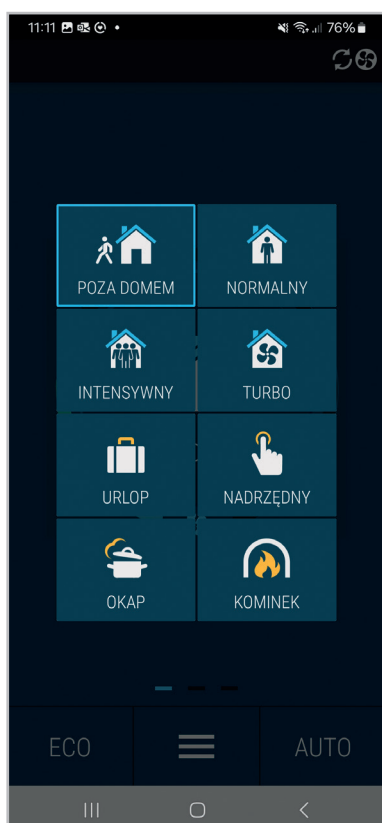 11:11 76%
POZA DOMEM NORMALNY
INTENSYWNY TURBO
URLOP NADRZĘDNY
OKAP KOMINEK
ECO AUTO